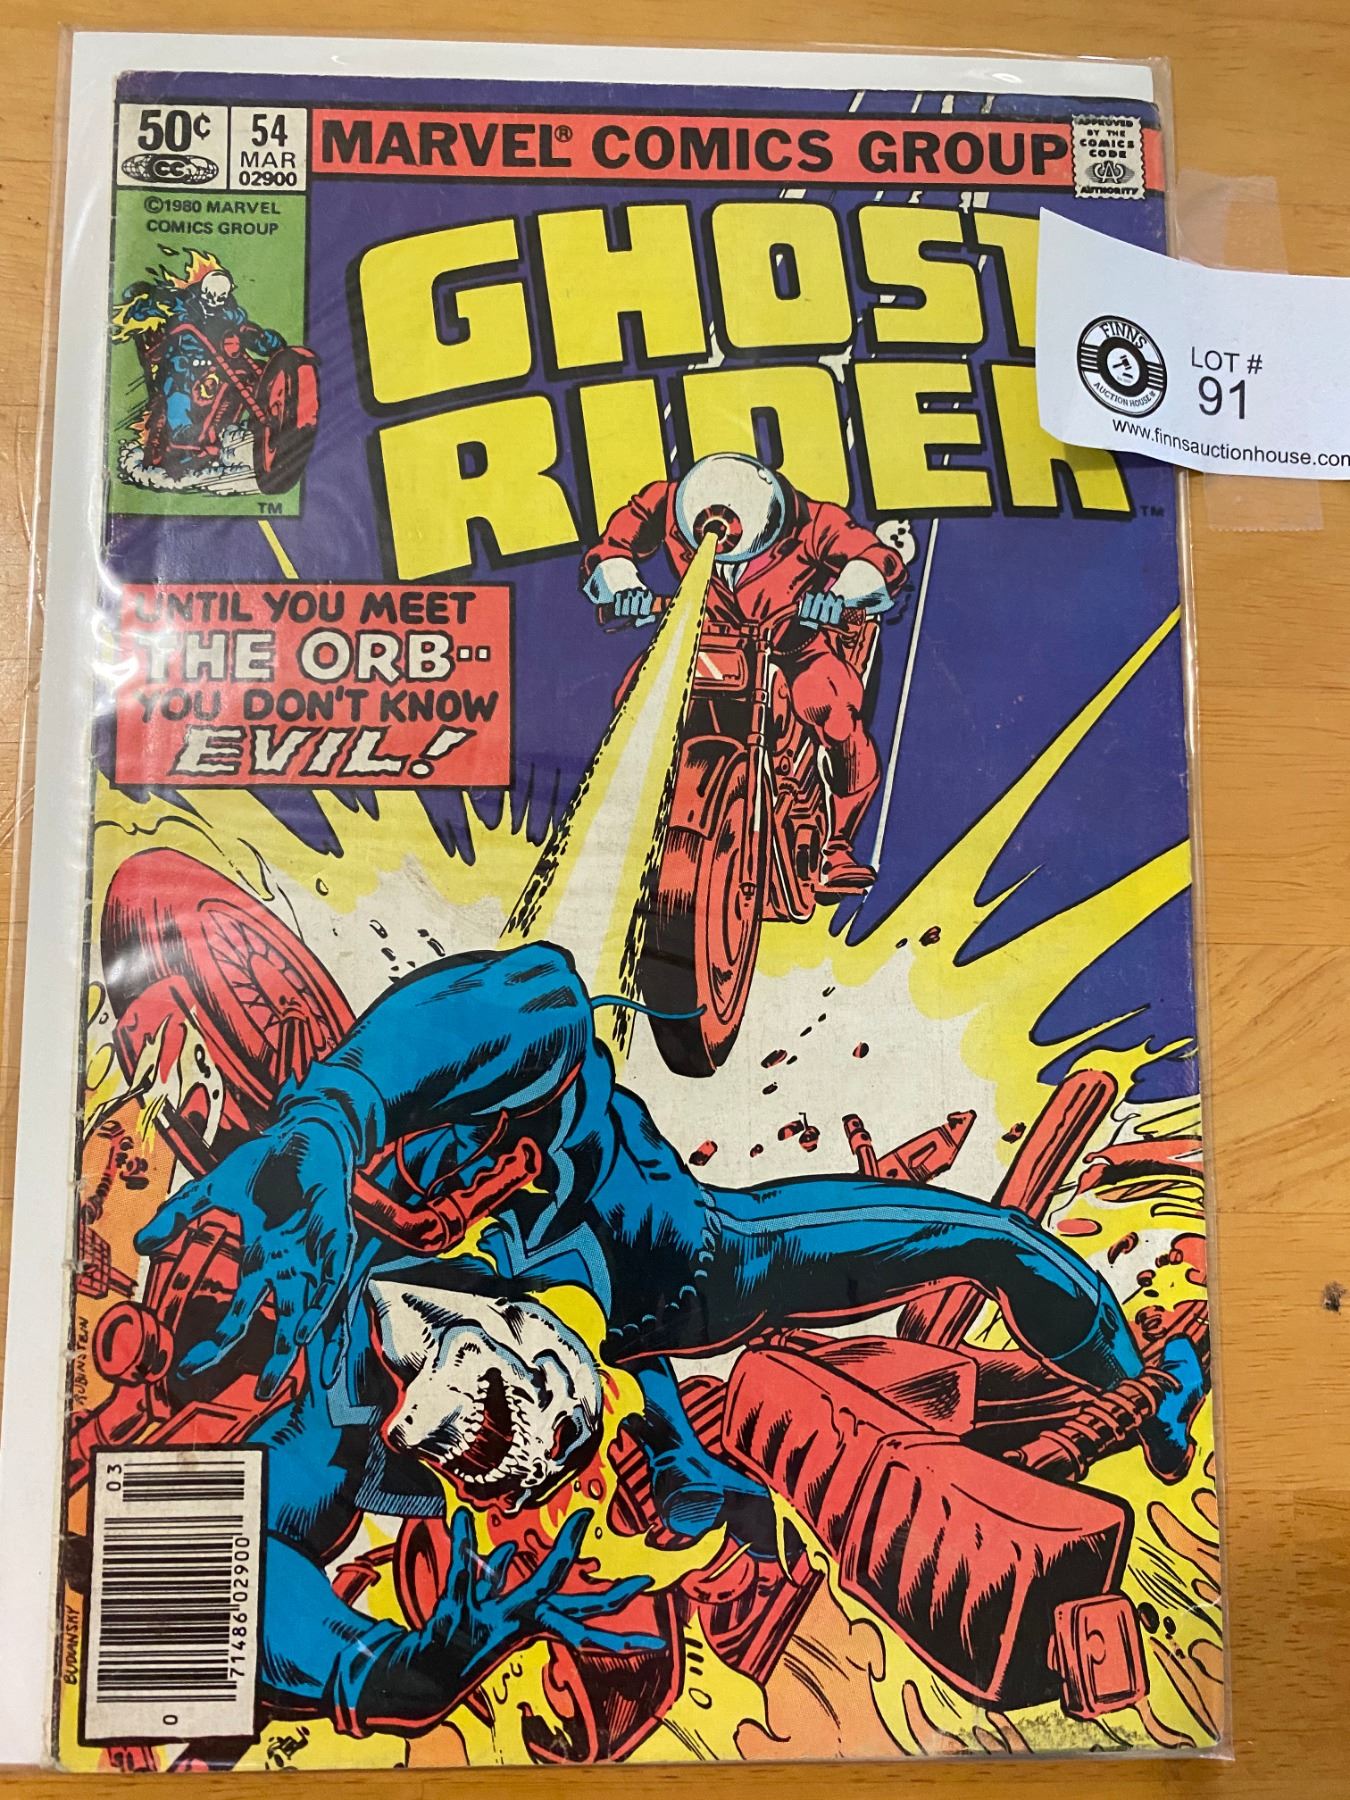 50¢
CC
54
MAR
02900
MARVEL® COMICS GROUP
APPROVED
BY THE
COMICS
CODE
CA
AUTHORITY
©1980 MARVEL
COMICS GROUP
TM
GHOST
RIDER
TM
FINNS
AUCTION HOUSE
LOT #
91
www.finnsauctionhouse.com
UNTIL YOU MEET
THE ORB--
YOU DON'T KNOW
EVIL!
RUBINSTEIN
BUDIANSKY
03
71486 02900
0